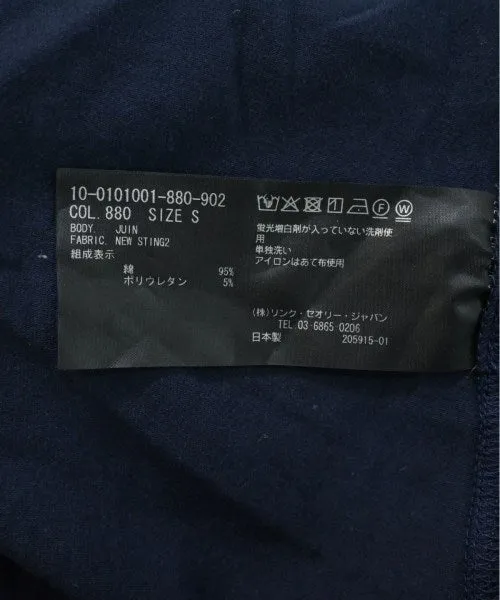 10-0101001-880-902
COL. 880 SIZE S
BODY. JUIN
FABRIC. NEW STING2
組成表示
綿 95%
ポリウレタン 5%
蛍光増白剤が入っていない洗剤使
用
単独洗い
アイロンはあて布使用
(株)リンク・セオリー・ジャパン
TEL 03-6865-0206
日本製 205915-01